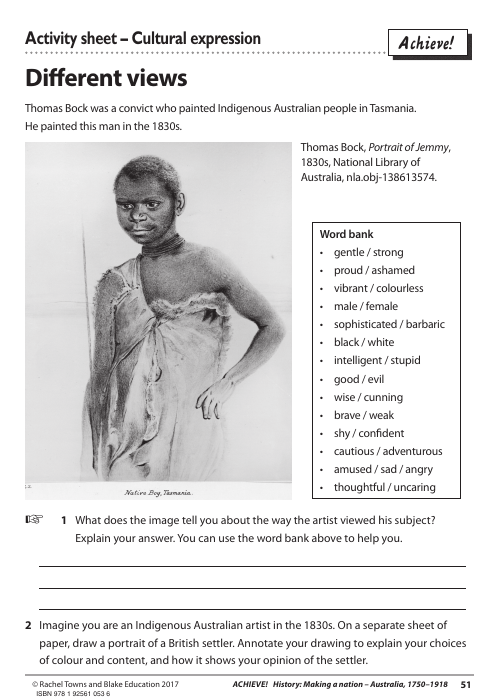 Activity sheet – Cultural expression
Achieve!
Different views
Thomas Bock was a convict who painted Indigenous Australian people in Tasmania.
He painted this man in the 1830s.
Thomas Bock, Portrait of Jemmy,
1830s, National Library of
Australia, nla.obj-138613574.
Word bank
• gentle / strong
• proud / ashamed
• vibrant / colourless
• male / female
• sophisticated / barbaric
• black / white
• intelligent / stupid
• good / evil
• wise / cunning
• brave / weak
• shy / confident
• cautious / adventurous
• amused / sad / angry
• thoughtful / uncaring
Native Boy, Tasmania.
1 What does the image tell you about the way the artist viewed his subject?
Explain your answer. You can use the word bank above to help you.
2 Imagine you are an Indigenous Australian artist in the 1830s. On a separate sheet of
paper, draw a portrait of a British settler. Annotate your drawing to explain your choices
of colour and content, and how it shows your opinion of the settler.
© Rachel Towns and Blake Education 2017
ISBN 978 1 92561 053 6
ACHIEVE! History: Making a nation – Australia, 1750–1918 51